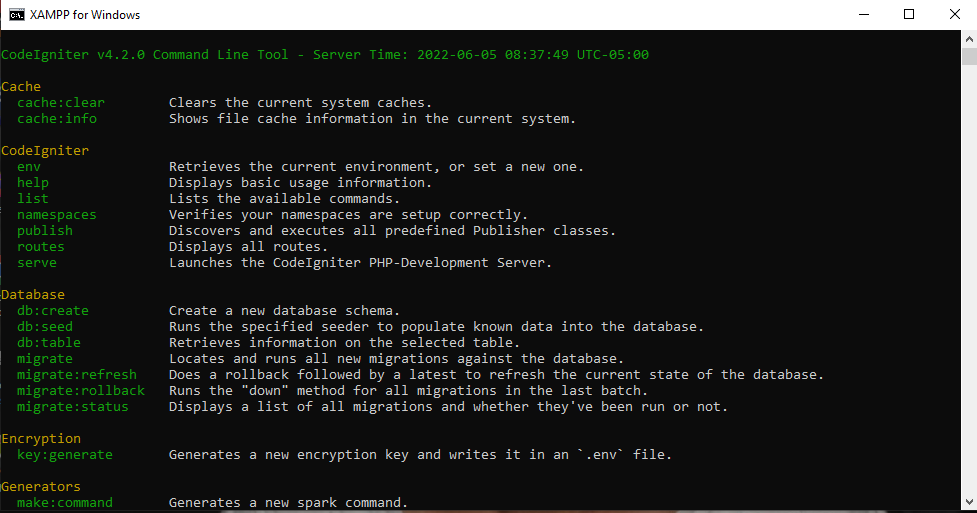 XAMPP for Windows
CodeIgniter v4.2.0 Command Line Tool - Server Time: 2022-06-05 08:37:49 UTC-05:00
Cache
cache:clear Clears the current system caches.
cache:info Shows file cache information in the current system.
CodeIgniter
env Retrieves the current environment, or set a new one.
help Displays basic usage information.
list Lists the available commands.
namespaces Verifies your namespaces are setup correctly.
publish Discovers and executes all predefined Publisher classes.
routes Displays all routes.
serve Launches the CodeIgniter PHP-Development Server.
Database
db:create Create a new database schema.
db:seed Runs the specified seeder to populate known data into the database.
db:table Retrieves information on the selected table.
migrate Locates and runs all new migrations against the database.
migrate:refresh Does a rollback followed by a latest to refresh the current state of the database.
migrate:rollback Runs the "down" method for all migrations in the last batch.
migrate:status Displays a list of all migrations and whether they've been run or not.
Encryption
key:generate Generates a new encryption key and writes it in an `.env` file.
Generators
make:command Generates a new spark command.